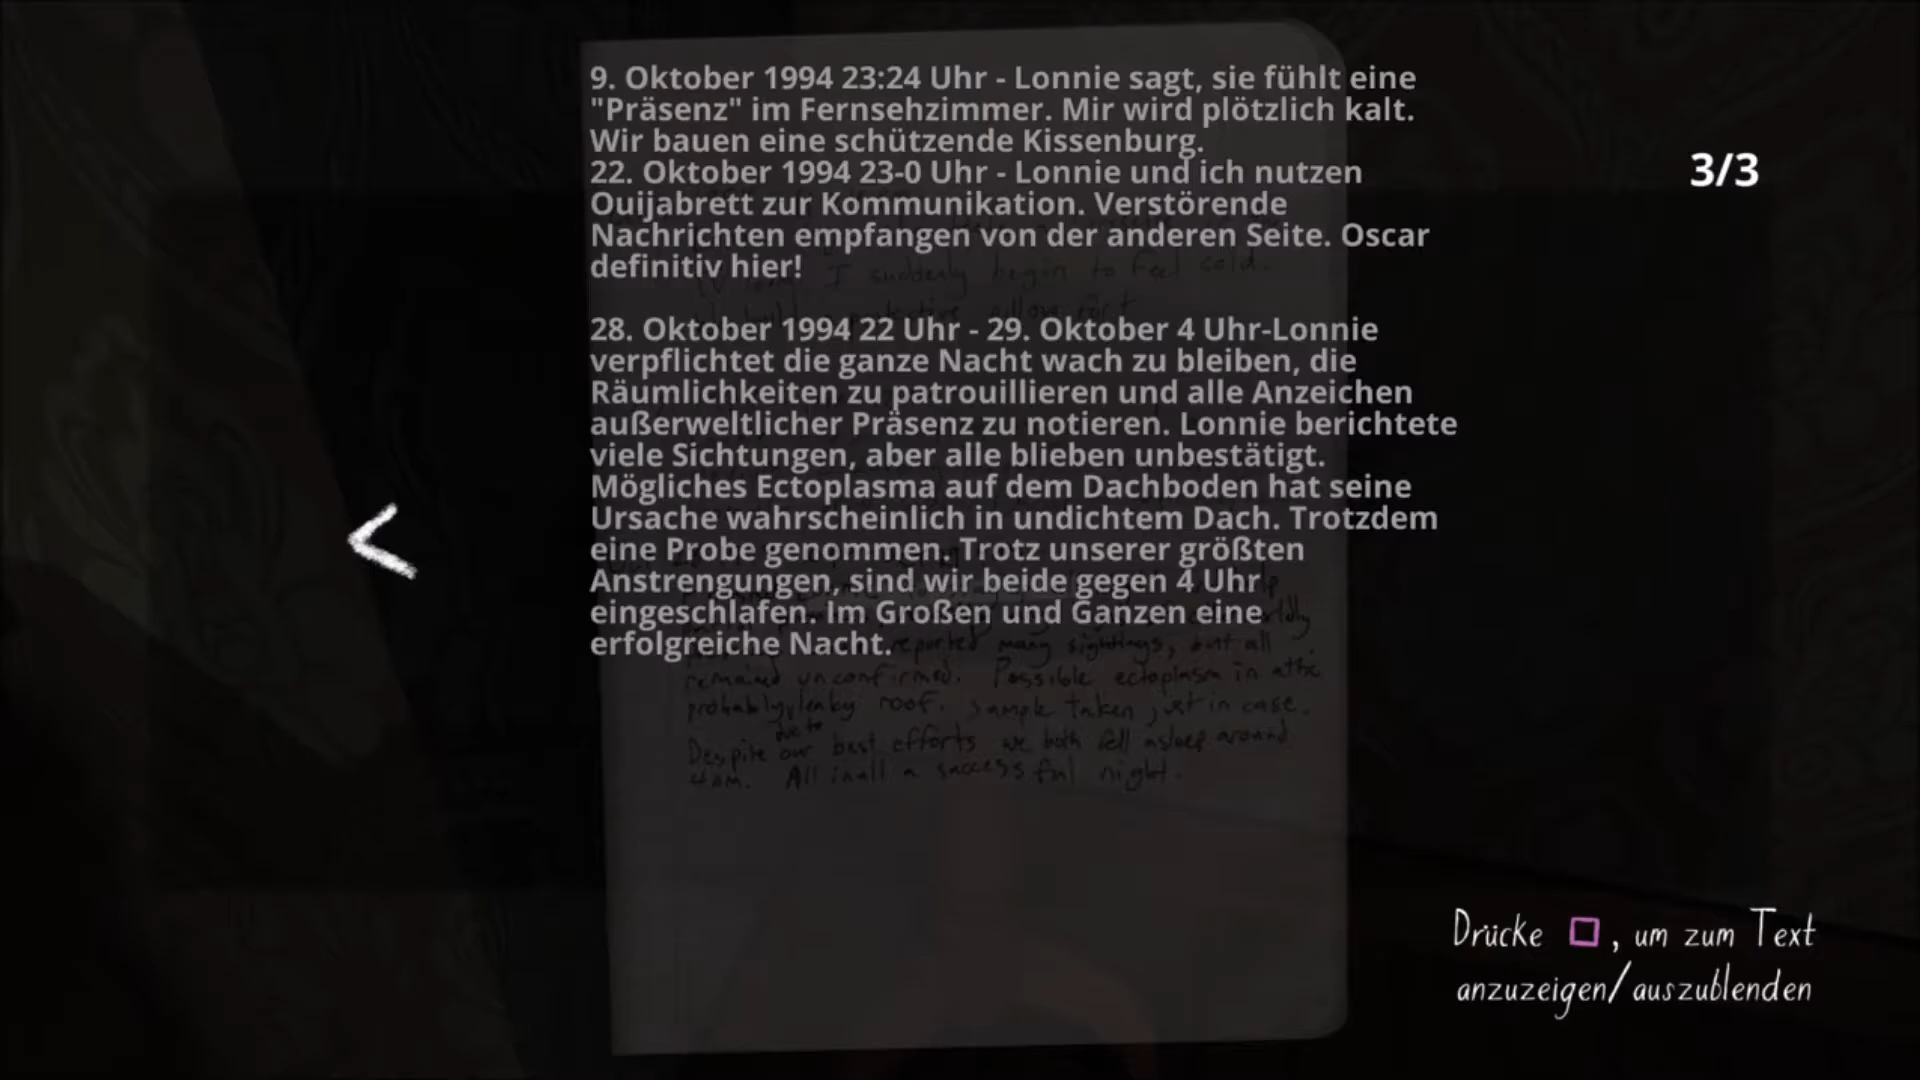 9. Oktober 1994 23:24 Uhr - Lonnie sagt, sie fühlt eine
"Präsenz" im Fernsehzimmer. Mir wird plötzlich kalt.
Wir bauen eine schützende Kissenburg.
22. Oktober 1994 23-0 Uhr - Lonnie und ich nutzen
Ouijabrett zur Kommunikation. Verstörende
Nachrichten empfangen von der anderen Seite. Oscar
definitiv hier!
28. Oktober 1994 22 Uhr - 29. Oktober 4 Uhr-Lonnie
verpflichtet die ganze Nacht wach zu bleiben, die
Räumlichkeiten zu patrouillieren und alle Anzeichen
außerweltlicher Präsenz zu notieren. Lonnie berichtete
viele Sichtungen, aber alle blieben unbestätigt.
Mögliches Ectoplasma auf dem Dachboden hat seine
Ursache wahrscheinlich in undichtem Dach. Trotzdem
eine Probe genommen. Trotz unserer größten
Anstrengungen, sind wir beide gegen 4 Uhr
eingeschlafen. Im Großen und Ganzen eine
erfolgreiche Nacht.
I suddenly begin to feel cold.
reported many sightings, but all
remained unconfirmed. Possible ectoplasm in attic
probably leaky roof. Sample taken just in case.
due to
Despite our best efforts we both fell asleep around
4am. All in all a successful night.
3/3
<
Drücke □, um zum Text
anzuzeigen/auszublenden